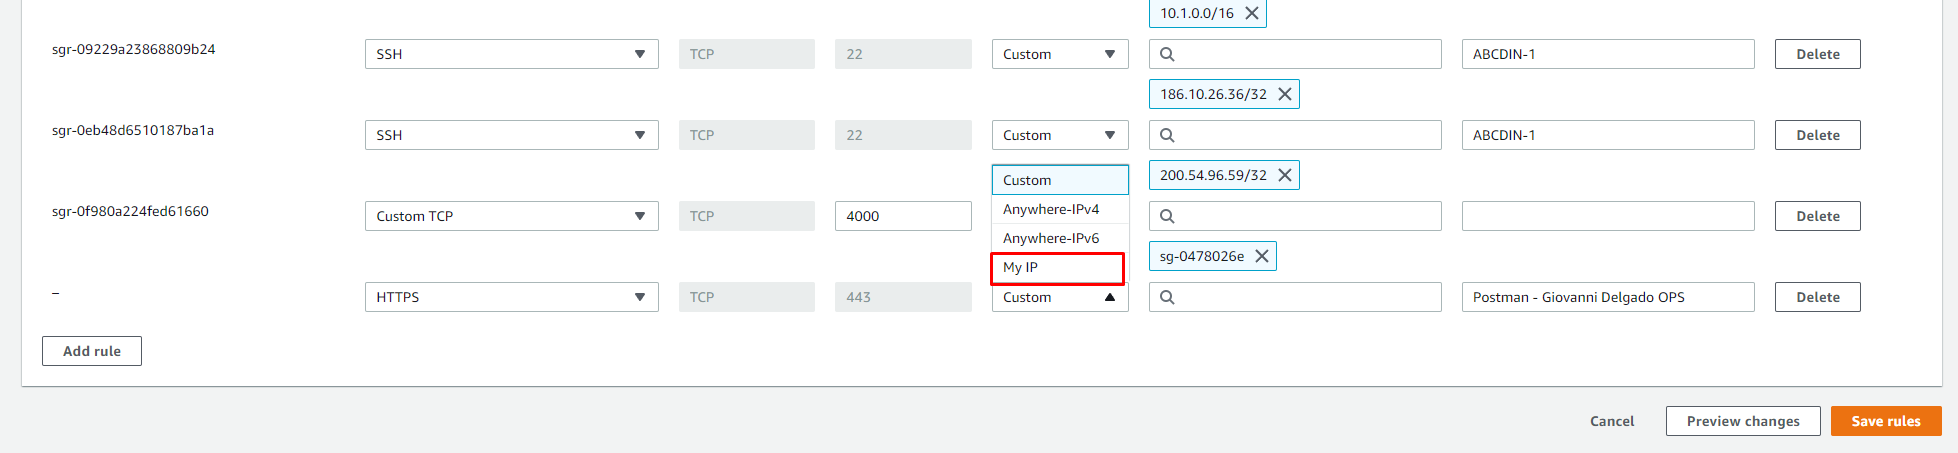 10.1.0.0/16
sgr-09229a23868809b24 SSH TCP 22 Custom ABCDIN-1 Delete
186.10.26.36/32
sgr-0eb48d6510187ba1a SSH TCP 22 Custom ABCDIN-1 Delete
Custom 200.54.96.59/32
Anywhere-IPv4
sgr-0f980a224fed61660 Custom TCP TCP 4000 Delete
Anywhere-IPv6
sg-0478026e
My IP
– HTTPS TCP 443 Custom Postman - Giovanni Delgado OPS Delete
Add rule
Cancel Preview changes Save rules